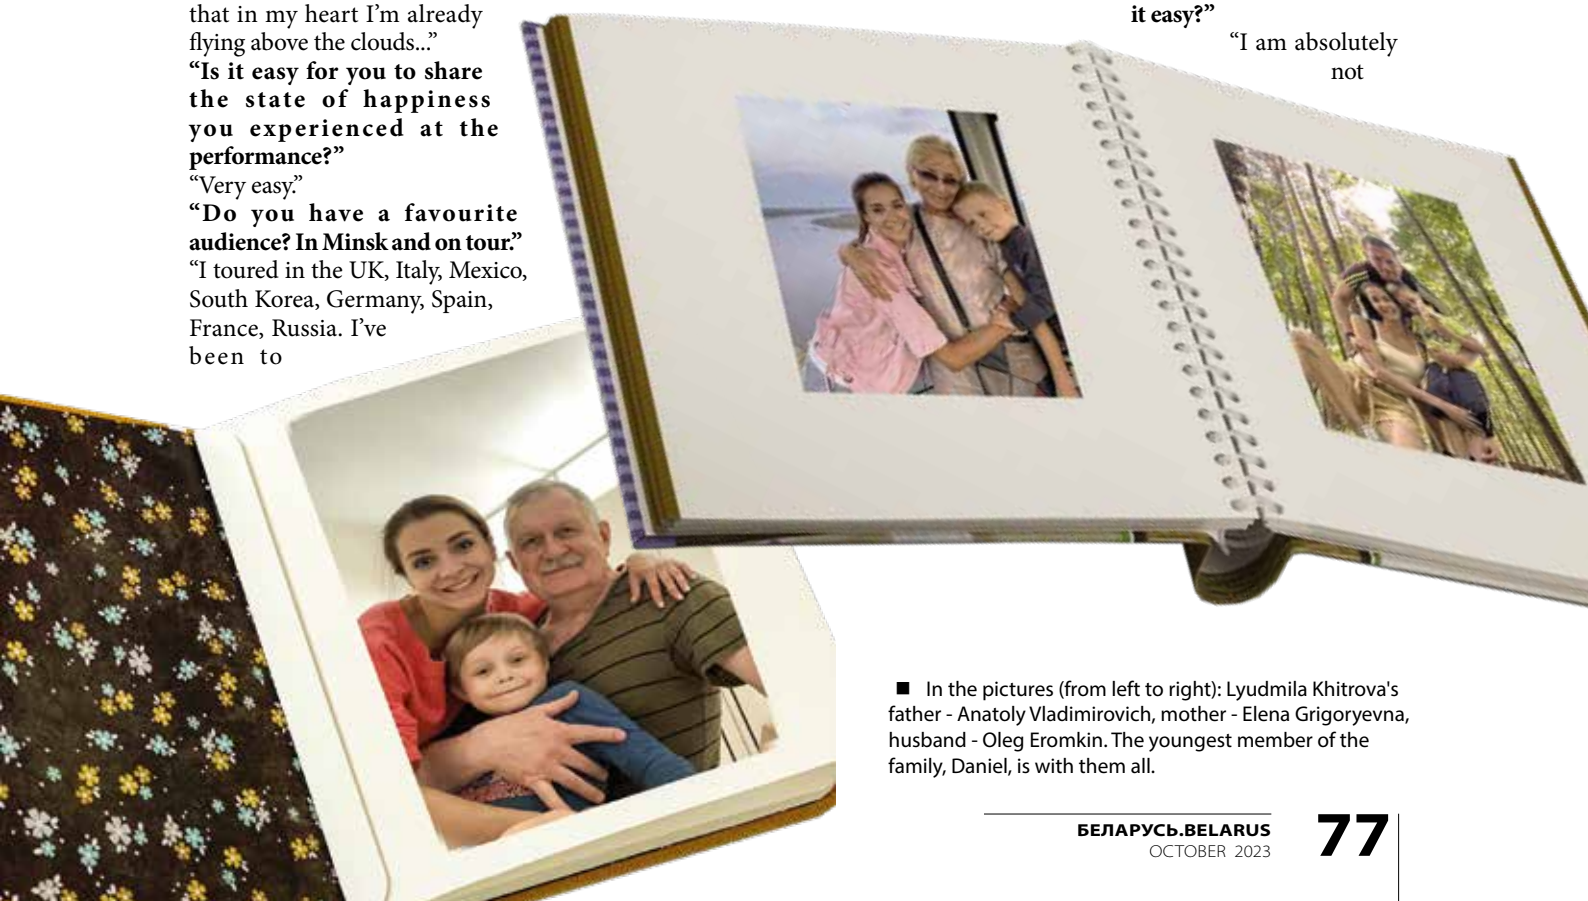 that in my heart I’m already
flying above the clouds...”
“Is it easy for you to share
the state of happiness
you experienced at the
performance?”
“Very easy.”
“Do you have a favourite
audience? In Minsk and on tour.”
“I toured in the UK, Italy, Mexico,
South Korea, Germany, Spain,
France, Russia. I’ve
been to
it easy?”
“I am absolutely
not
■ In the pictures (from left to right): Lyudmila Khitrova's
father - Anatoly Vladimirovich, mother - Elena Grigoryevna,
husband - Oleg Eromkin. The youngest member of the
family, Daniel, is with them all.
БЕЛАРУСЬ.BELARUS
OCTOBER 2023
77